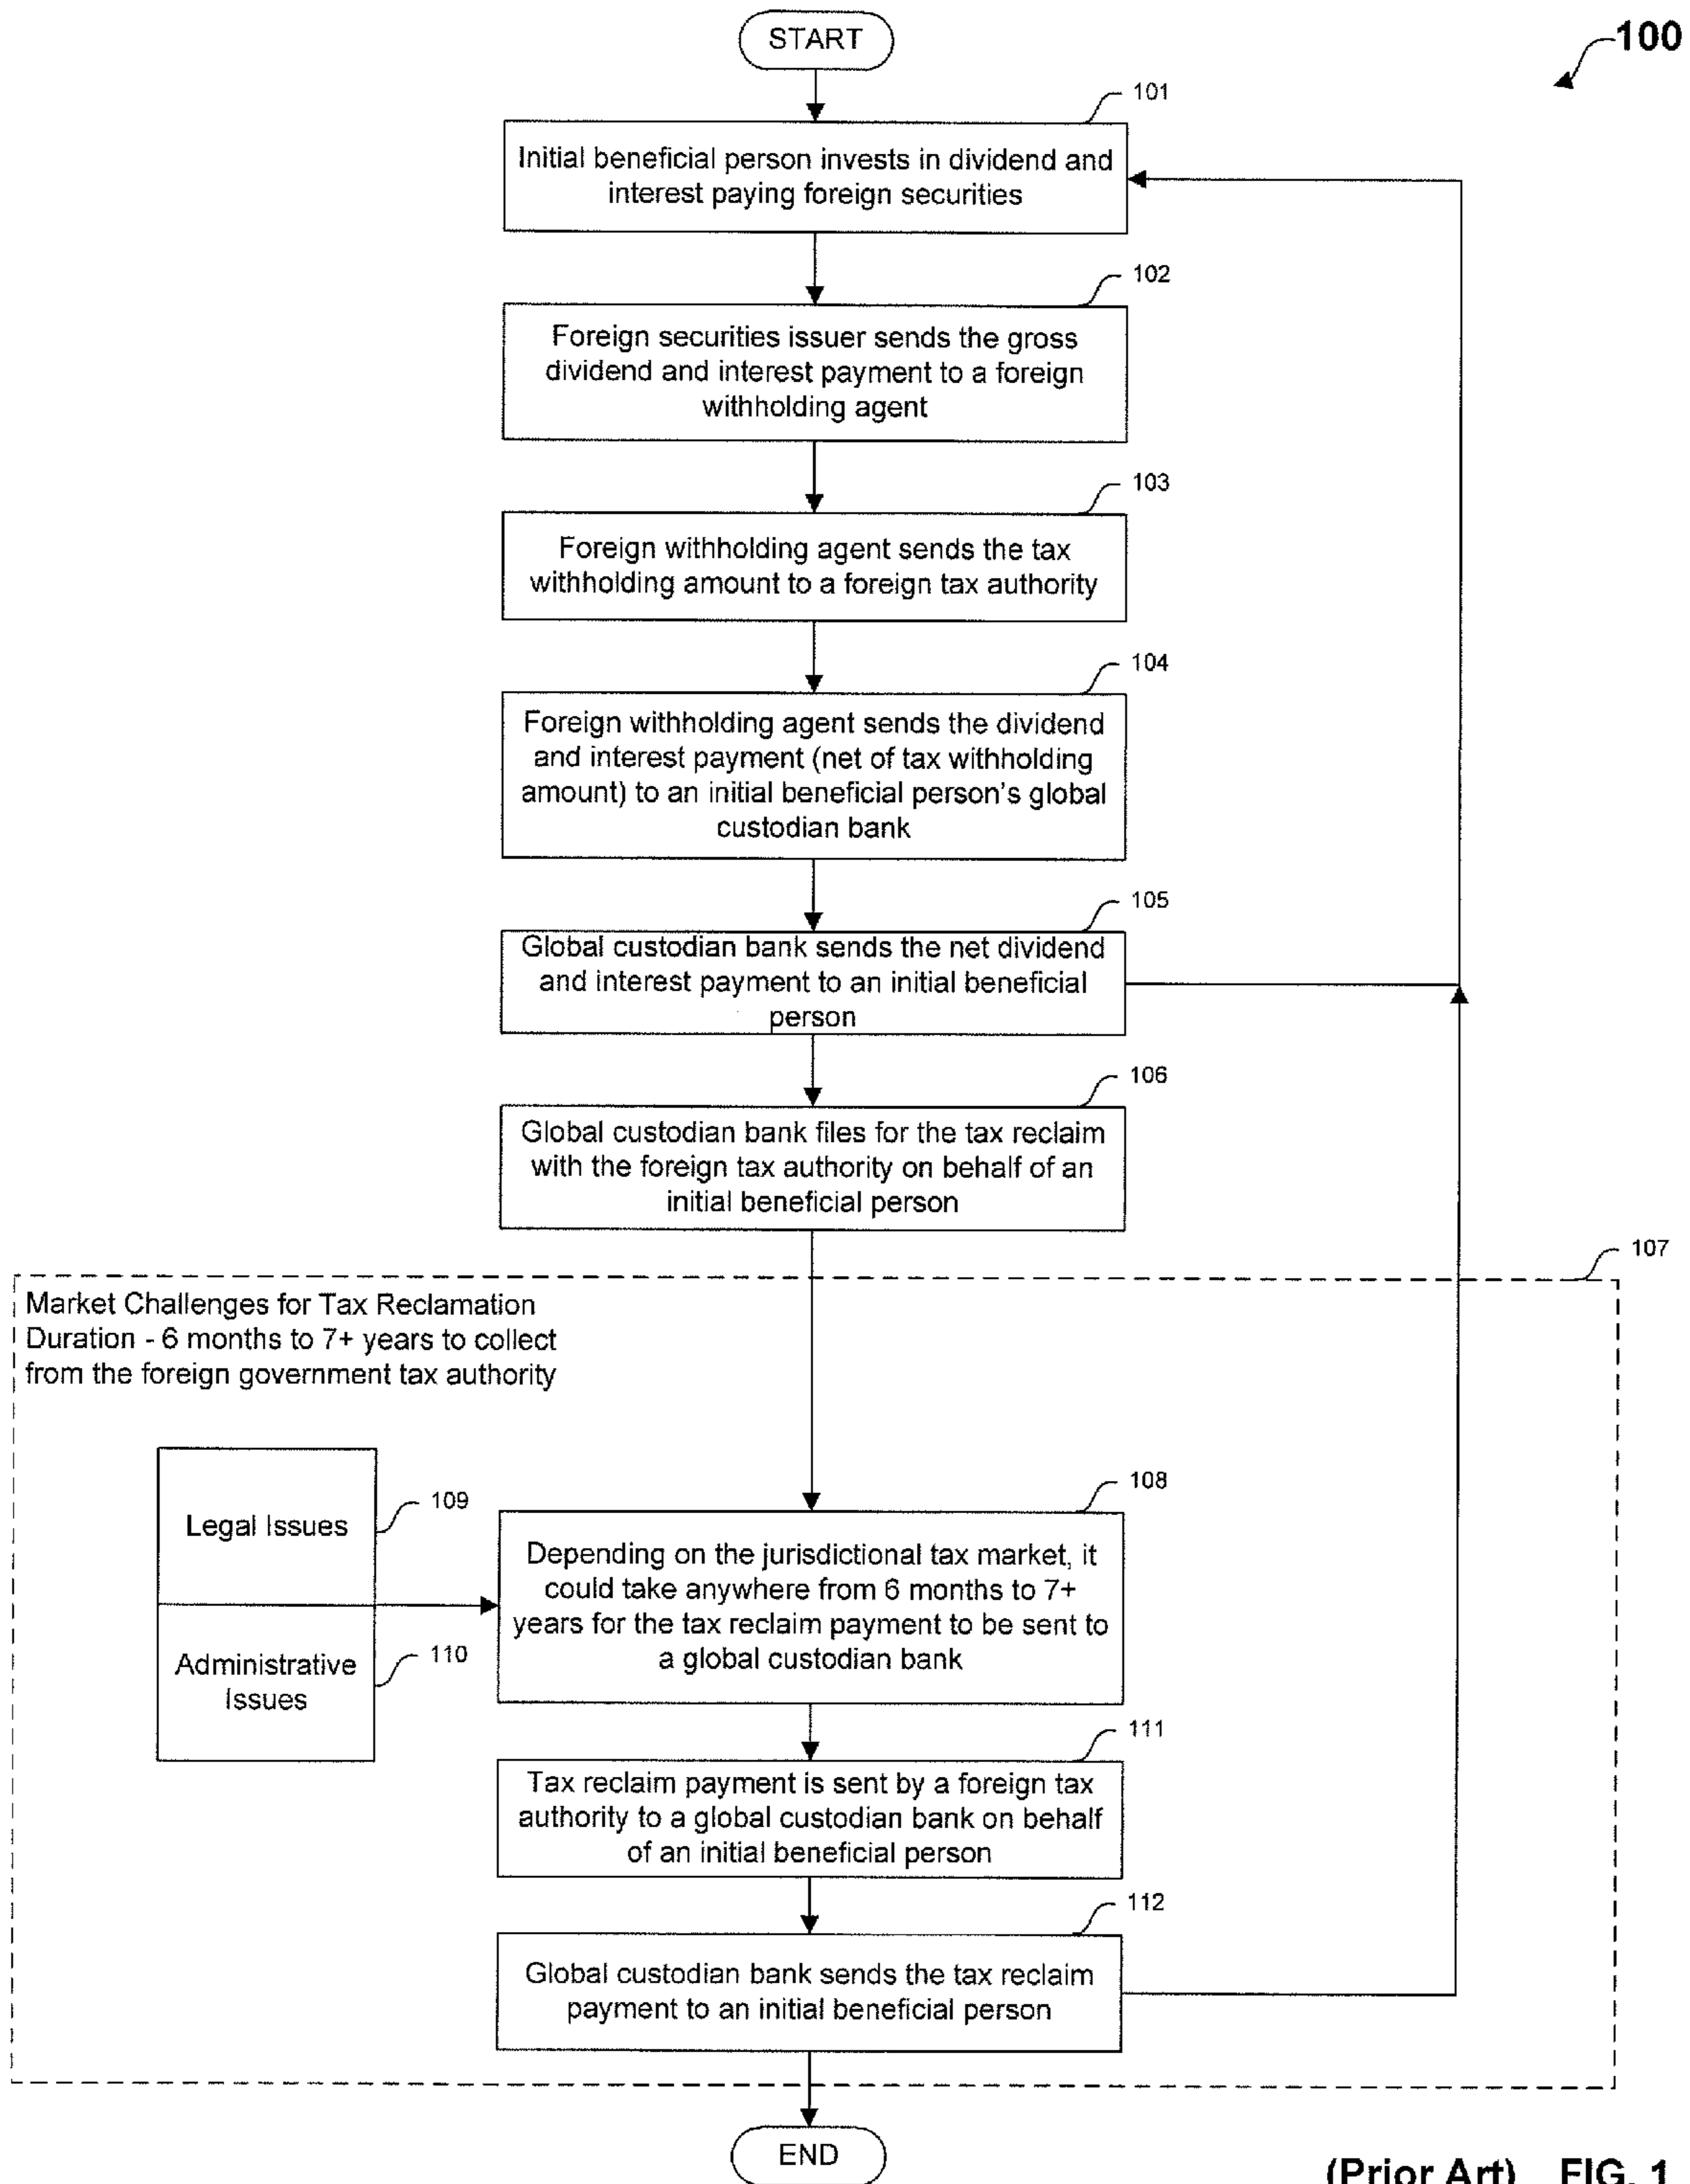 START
100
101
Initial beneficial person invests in dividend and
interest paying foreign securities
102
Foreign securities issuer sends the gross
dividend and interest payment to a foreign
withholding agent
103
Foreign withholding agent sends the tax
withholding amount to a foreign tax authority
104
Foreign withholding agent sends the dividend
and interest payment (net of tax withholding
amount) to an initial beneficial person's global
custodian bank
105
Global custodian bank sends the net dividend
and interest payment to an initial beneficial
person
106
Global custodian bank files for the tax reclaim
with the foreign tax authority on behalf of an
initial beneficial person
107
Market Challenges for Tax Reclamation
Duration - 6 months to 7+ years to collect
from the foreign government tax authority
109
Legal Issues
110
Administrative
Issues
108
Depending on the jurisdictional tax market, it
could take anywhere from 6 months to 7+
years for the tax reclaim payment to be sent to
a global custodian bank
111
Tax reclaim payment is sent by a foreign tax
authority to a global custodian bank on behalf
of an initial beneficial person
112
Global custodian bank sends the tax reclaim
payment to an initial beneficial person
END
(Prior Art) FIG. 1